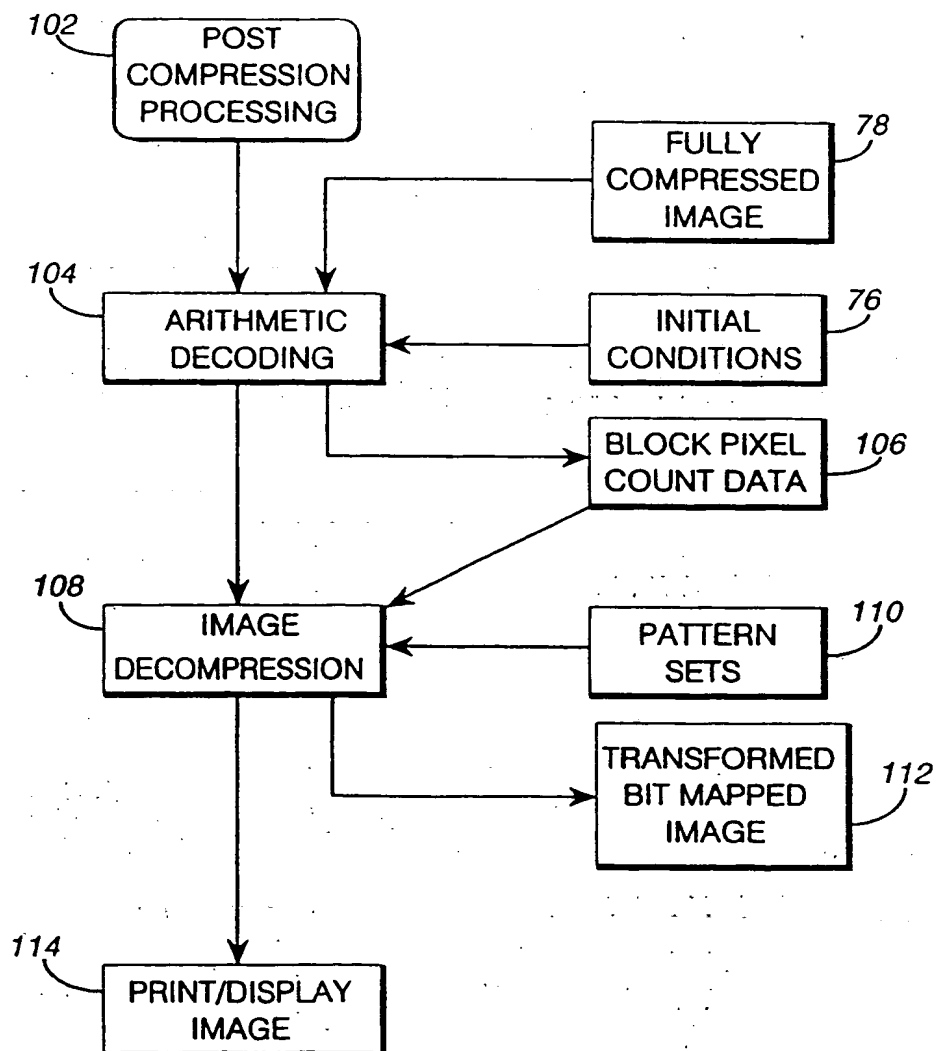 102
POST
COMPRESSION
PROCESSING
78
FULLY
COMPRESSED
IMAGE
104
ARITHMETIC
DECODING
76
INITIAL
CONDITIONS
BLOCK PIXEL
COUNT DATA
106
108
IMAGE
DECOMPRESSION
PATTERN
SETS
110
TRANSFORMED
BIT MAPPED
IMAGE
112
114
PRINT/DISPLAY
IMAGE